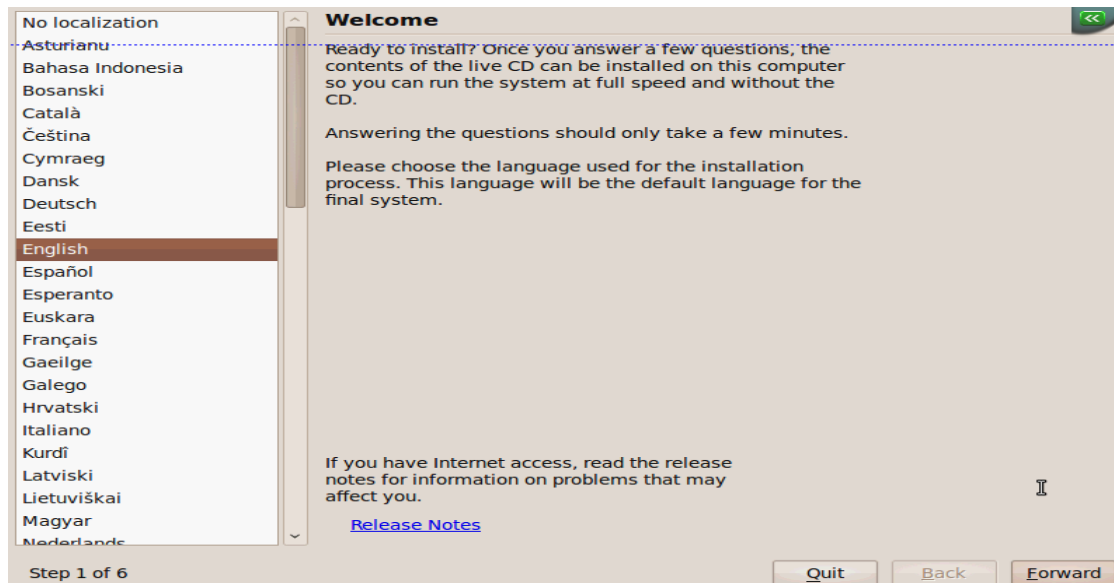 No localization
Asturianu
Bahasa Indonesia
Bosanski
Català
Čeština
Cymraeg
Dansk
Deutsch
Eesti
English
Español
Esperanto
Euskara
Français
Gaeilge
Galego
Hrvatski
Italiano
Kurdî
Latviski
Lietuviškai
Magyar
Nederlands
Welcome
Ready to install? Once you answer a few questions, the
contents of the live CD can be installed on this computer
so you can run the system at full speed and without the
CD.
Answering the questions should only take a few minutes.
Please choose the language used for the installation
process. This language will be the default language for the
final system.
If you have Internet access, read the release
notes for information on problems that may
affect you.
Release Notes
Step 1 of 6
Quit
Back
Forward